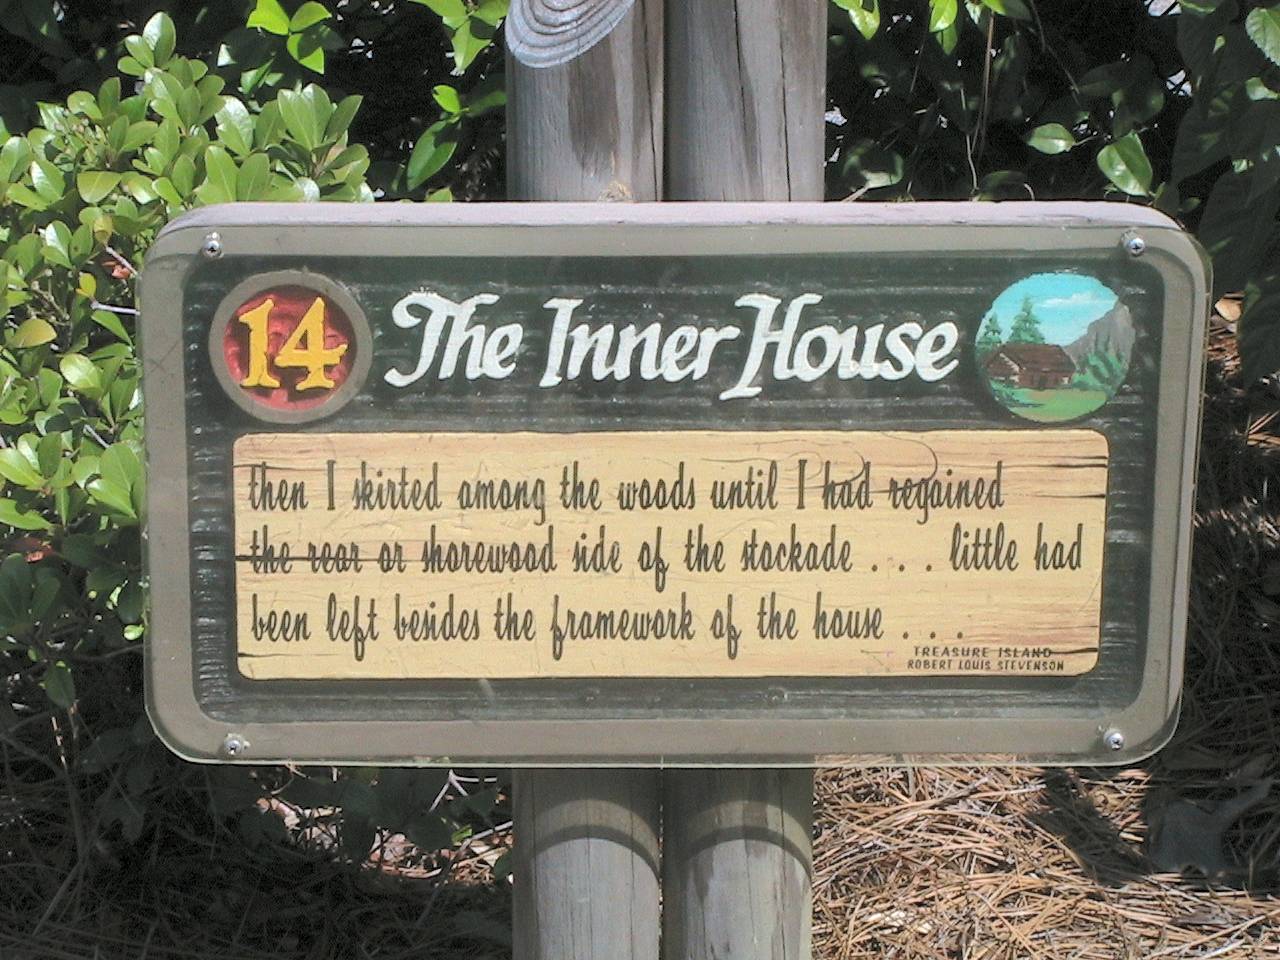 14 The Inner House
then I skirted among the woods until I had regained
the rear or shorewood side of the stockade . . . little had
been left besides the framework of the house . . .
TREASURE ISLAND
ROBERT LOUIS STEVENSON